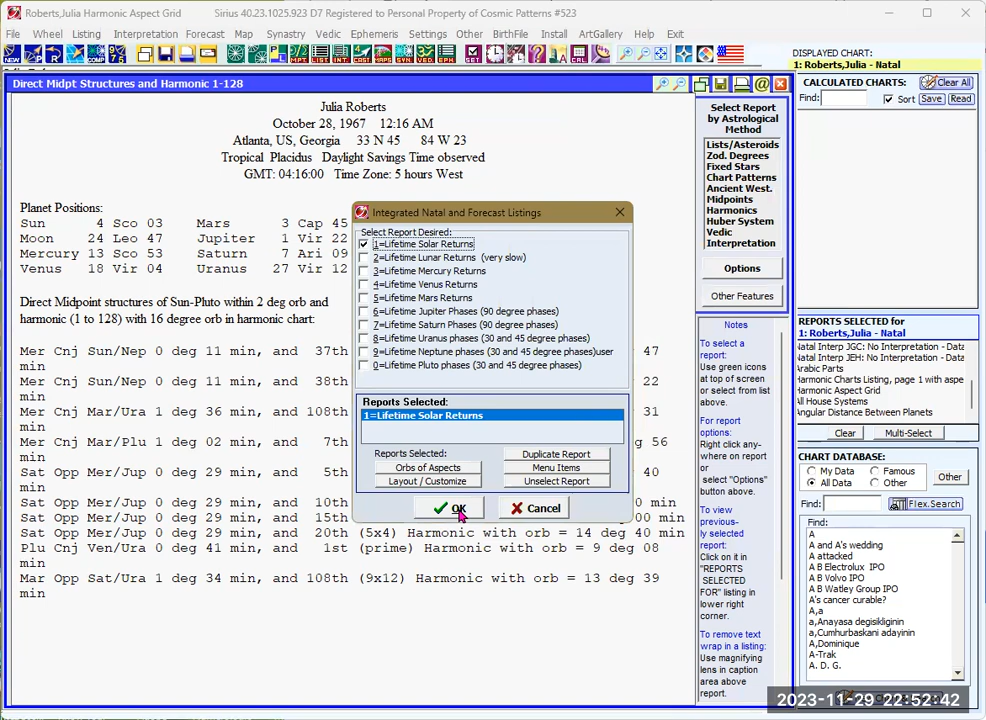 Roberts,Julia Harmonic Aspect Grid
Sirius 40.23.1025.923 D7 Registered to Personal Property of Cosmic Patterns #523
File Wheel Listing Interpretation Forecast Map Synastry Vedic Ephemeris Settings Other BirthFile Install ArtGallery Help Exit
DISPLAYED CHART:
1: Roberts,Julia - Natal
Direct Midpt Structures and Harmonic 1-128
Julia Roberts
October 28, 1967 12:16 AM
Atlanta, US, Georgia 33 N 45 84 W 23
Tropical Placidus Daylight Savings Time observed
GMT: 04:16:00 Time Zone: 5 hours West
Planet Positions:
Sun 4 Sco 03 Mars 3 Cap 45
Moon 24 Leo 47 Jupiter 1 Vir 22
Mercury 13 Sco 53 Saturn 7 Ari 09
Venus 18 Vir 04 Uranus 27 Vir 12
Direct Midpoint structures of Sun-Pluto within 2 deg orb and
harmonic (1 to 128) with 16 degree orb in harmonic chart:
Mer Cnj Sun/Nep 0 deg 11 min, and 37th 47
min
Mer Cnj Sun/Nep 0 deg 11 min, and 38th 22
min
Mer Cnj Mar/Ura 1 deg 36 min, and 108th 31
min
Mer Cnj Mar/Plu 1 deg 02 min, and 7th eg 56
min
Sat Opp Mer/Jup 0 deg 29 min, and 5th 40
min
Sat Opp Mer/Jup 0 deg 29 min, and 10th 0 min
Sat Opp Mer/Jup 0 deg 29 min, and 15th 00 min
Sat Opp Mer/Jup 0 deg 29 min, and 20th (5x4) Harmonic with orb = 14 deg 40 min
Plu Cnj Ven/Ura 0 deg 41 min, and 1st (prime) Harmonic with orb = 9 deg 08
min
Mar Opp Sat/Ura 1 deg 34 min, and 108th (9x12) Harmonic with orb = 13 deg 39
min
Integrated Natal and Forecast Listings
Select Report Desired:
1=Lifetime Solar Returns
2=Lifetime Lunar Returns (very slow)
3=Lifetime Mercury Returns
4=Lifetime Venus Returns
5=Lifetime Mars Returns
6=Lifetime Jupiter Phases (90 degree phases)
7=Lifetime Saturn Phases (90 degree phases)
8=Lifetime Uranus phases (30 and 45 degree phases)
9=Lifetime Neptune phases (30 and 45 degree phases)user
0=Lifetime Pluto phases (30 and 45 degree phases)
Reports Selected:
1=Lifetime Solar Returns
Reports Selected:
Orbs of Aspects
Layout / Customize
Duplicate Report
Menu Items
Unselect Report
OK
Cancel
Select Report
by Astrological
Method
Lists/Asteroids
Zod. Degrees
Fixed Stars
Chart Patterns
Ancient West.
Midpoints
Harmonics
Huber System
Vedic
Interpretation
Options
Other Features
Notes
To select a
report:
Use green icons
at top of screen
or select from list
above.
For report
options:
Right click any-
where on report
or
select "Options"
button above.
To view
previous-
ly selected
report:
Click on it in
"REPORTS
SELECTED
FOR" listing in
lower right
corner.
To remove text
wrap in a listing:
Use magnifying
lens in caption
area above
report.
CALCULATED CHARTS:
Clear All
Find:
Sort
Save
Read
REPORTS SELECTED for
1: Roberts,Julia - Natal
Natal Interp JGC: No Interpretation - Data
Natal Interp JEH: No Interpretation - Data
Arabic Parts
Harmonic Charts Listing, page 1 with aspe
Harmonic Aspect Grid
All House Systems
Angular Distance Between Planets
Clear
Multi-Select
CHART DATABASE:
My Data
Famous
All Data
Other
Other
Find:
Flex.Search
Find:
A
A and A's wedding
A attacked
A B Electrolux IPO
A B Volvo IPO
A B Watley Group IPO
A's cancer curable?
A,a
a,Anayasa degisikliginin
a,Cumhurbaskani adayinin
A,Dominique
A-Trak
A. D. G.
2023-11-29 22:52:42